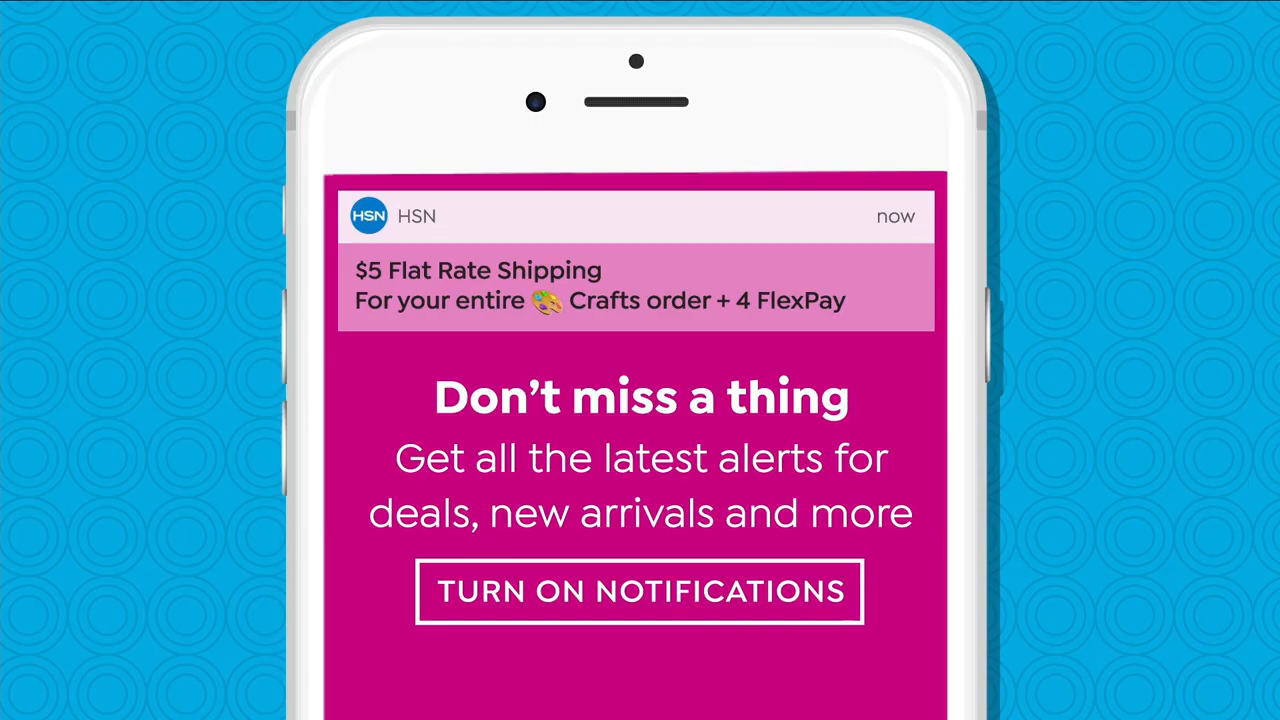 HSN HSN now
$5 Flat Rate Shipping
For your entire 🎨 Crafts order + 4 FlexPay
Don't miss a thing
Get all the latest alerts for
deals, new arrivals and more
TURN ON NOTIFICATIONS